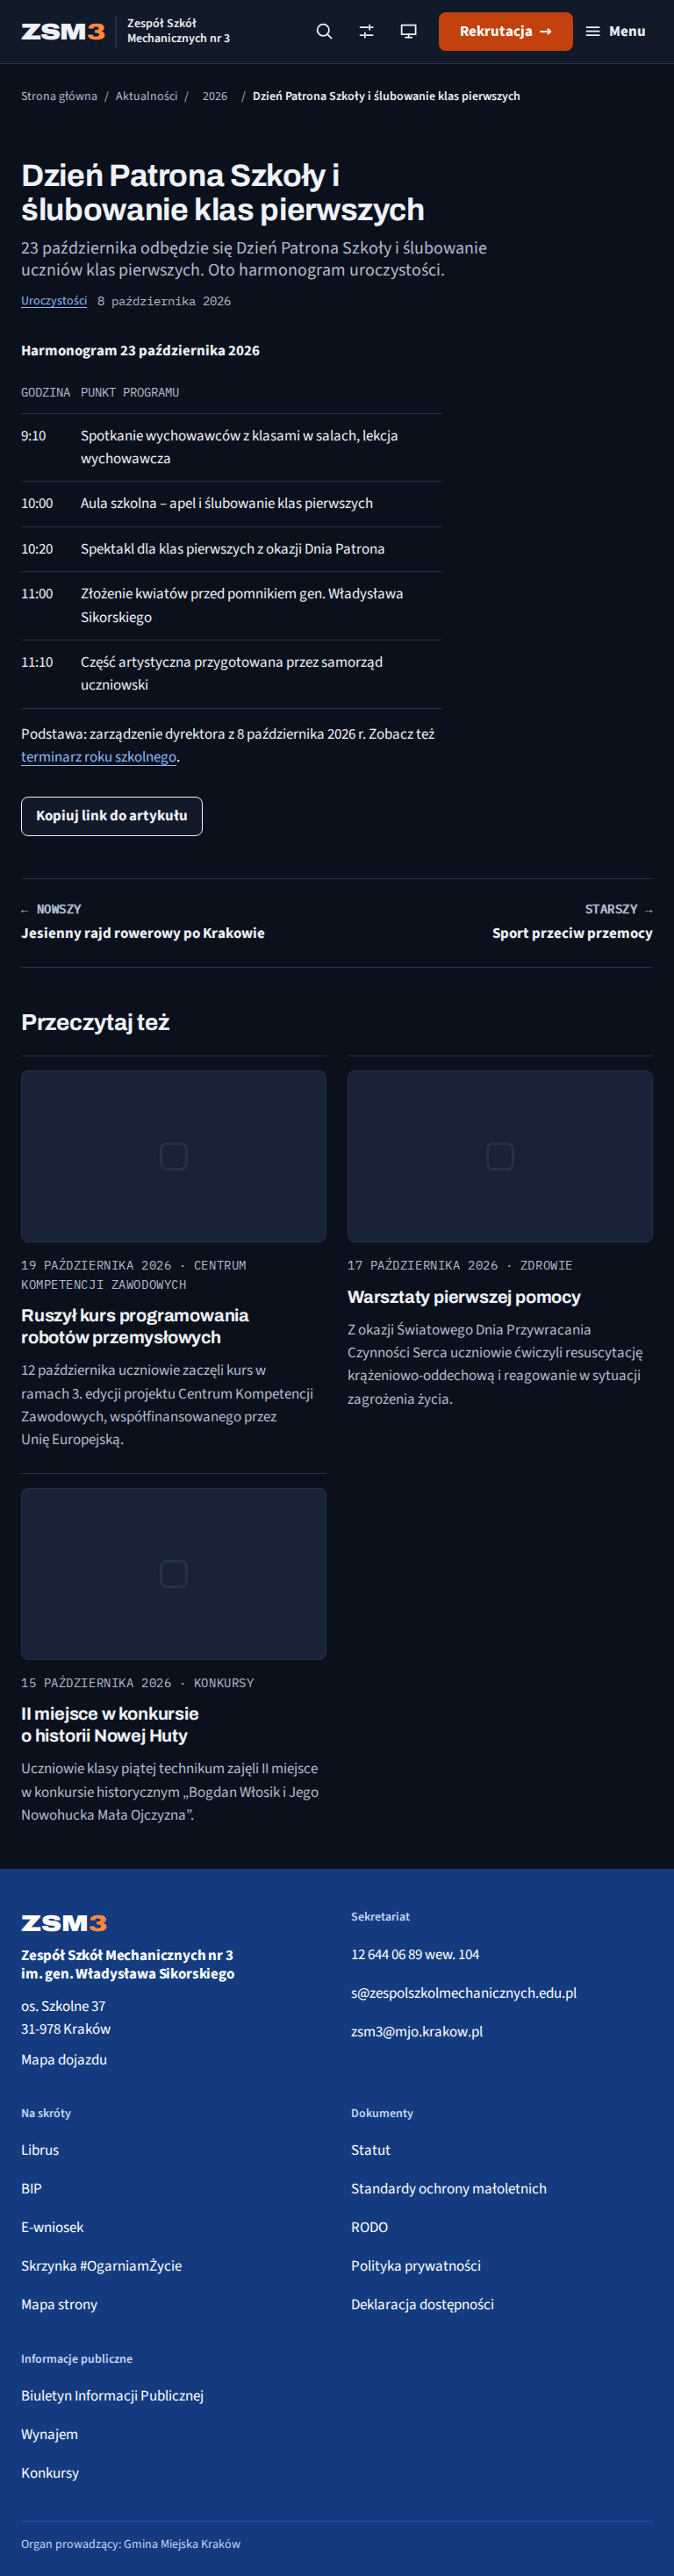 ZSM3
Zespół Szkół
Mechanicznych nr 3
Rekrutacja →
Menu
Strona główna / Aktualności / 2026 / Dzień Patrona Szkoły i ślubowanie klas pierwszych
Dzień Patrona Szkoły i
ślubowanie klas pierwszych
23 października odbędzie się Dzień Patrona Szkoły i ślubowanie
uczniów klas pierwszych. Oto harmonogram uroczystości.
Uroczystości 8 października 2026
Harmonogram 23 października 2026
GODZINA PUNKT PROGRAMU
9:10 Spotkanie wychowawców z klasami w salach, lekcja
wychowawcza
10:00 Aula szkolna – apel i ślubowanie klas pierwszych
10:20 Spektakl dla klas pierwszych z okazji Dnia Patrona
11:00 Złożenie kwiatów przed pomnikiem gen. Władysława
Sikorskiego
11:10 Część artystyczna przygotowana przez samorząd
uczniowski
Podstawa: zarządzenie dyrektora z 8 października 2026 r. Zobacz też
terminarz roku szkolnego.
Kopiuj link do artykułu
← NOWSZY
Jesienny rajd rowerowy po Krakowie
STARSZY →
Sport przeciw przemocy
Przeczytaj też
19 PAŹDZIERNIKA 2026 · CENTRUM
KOMPETENCJI ZAWODOWYCH
Ruszył kurs programowania
robotów przemysłowych
12 października uczniowie zaczęli kurs w
ramach 3. edycji projektu Centrum Kompetencji
Zawodowych, współfinansowanego przez
Unię Europejską.
17 PAŹDZIERNIKA 2026 · ZDROWIE
Warsztaty pierwszej pomocy
Z okazji Światowego Dnia Przywracania
Czynności Serca uczniowie ćwiczyli resuscytację
krążeniowo-oddechową i reagowanie w sytuacji
zagrożenia życia.
15 PAŹDZIERNIKA 2026 · KONKURSY
II miejsce w konkursie
o historii Nowej Huty
Uczniowie klasy piątej technikum zajęli II miejsce
w konkursie historycznym „Bogdan Włosik i Jego
Nowohucka Mała Ojczyzna”.
ZSM3
Zespół Szkół Mechanicznych nr 3
im. gen. Władysława Sikorskiego
os. Szkolne 37
31-978 Kraków
Mapa dojazdu
Sekretariat
12 644 06 89 wew. 104
s@zespolszkolmechanicznych.edu.pl
zsm3@mjo.krakow.pl
Na skróty
Librus
BIP
E-wniosek
Skrzynka #OgarniamŻycie
Mapa strony
Dokumenty
Statut
Standardy ochrony małoletnich
RODO
Polityka prywatności
Deklaracja dostępności
Informacje publiczne
Biuletyn Informacji Publicznej
Wynajem
Konkursy
Organ prowadzący: Gmina Miejska Kraków